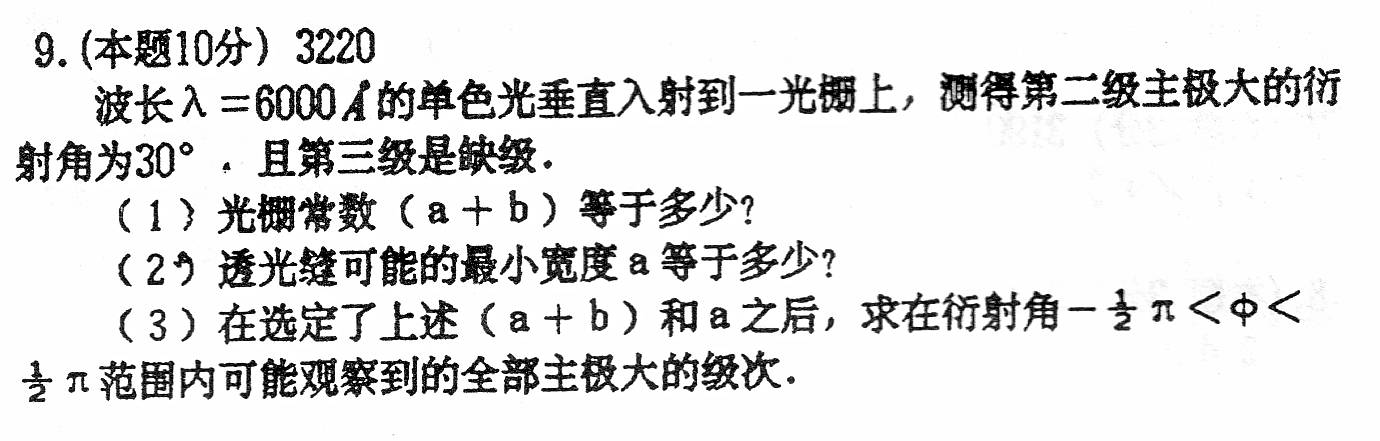 9.(本题10分) 3220
波长λ=6000Å的单色光垂直入射到一光栅上，测得第二级主极大的衍
射角为30°．且第三级是缺级．
(1)光栅常数(a+b)等于多少?
(2)透光缝可能的最小宽度a等于多少?
(3)在选定了上述(a+b)和a之后，求在衍射角-½π<φ<
½π范围内可能观察到的全部主极大的级次．